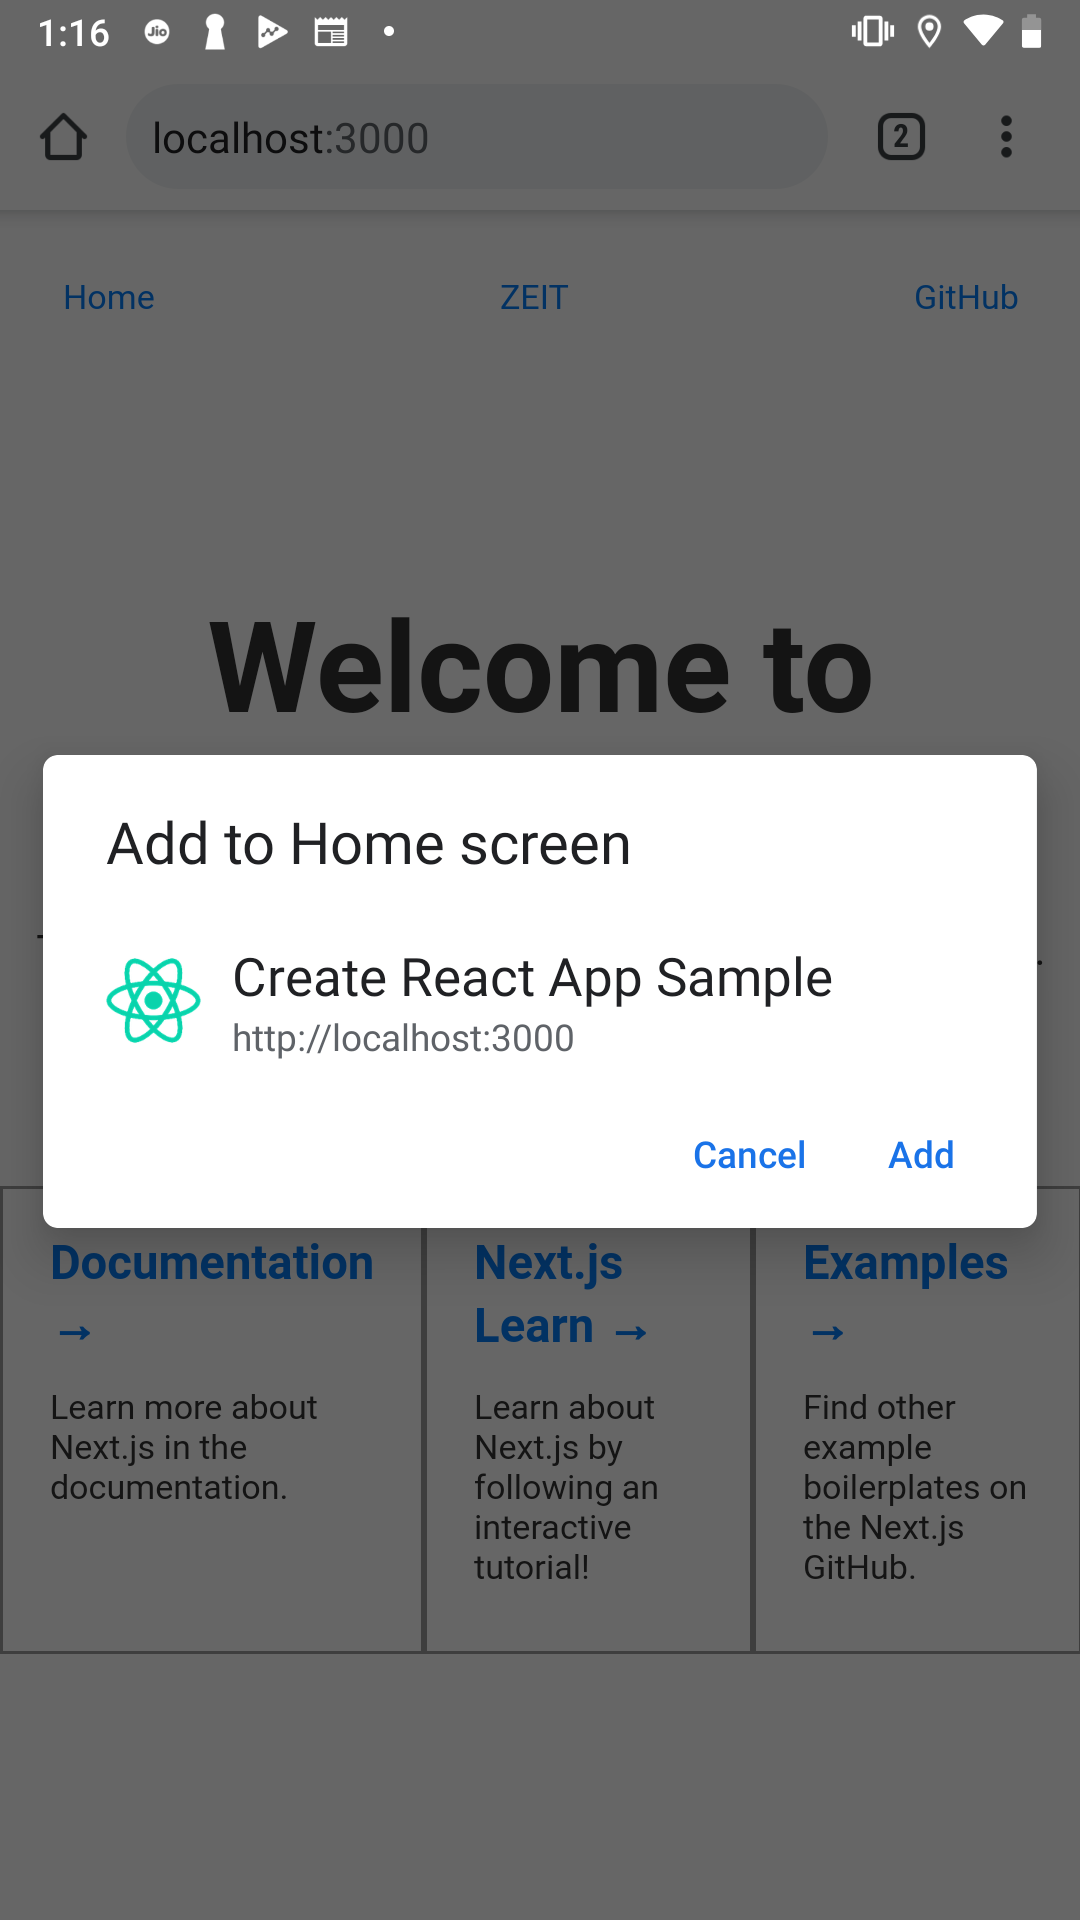 1:16
Jio
localhost:3000
2
Home ZEIT GitHub
Welcome to
Add to Home screen
Create React App Sample
http://localhost:3000
Cancel Add
Documentation
→
Learn more about
Next.js in the
documentation.
Next.js
Learn →
Learn about
Next.js by
following an
interactive
tutorial!
Examples
→
Find other
example
boilerplates on
the Next.js
GitHub.